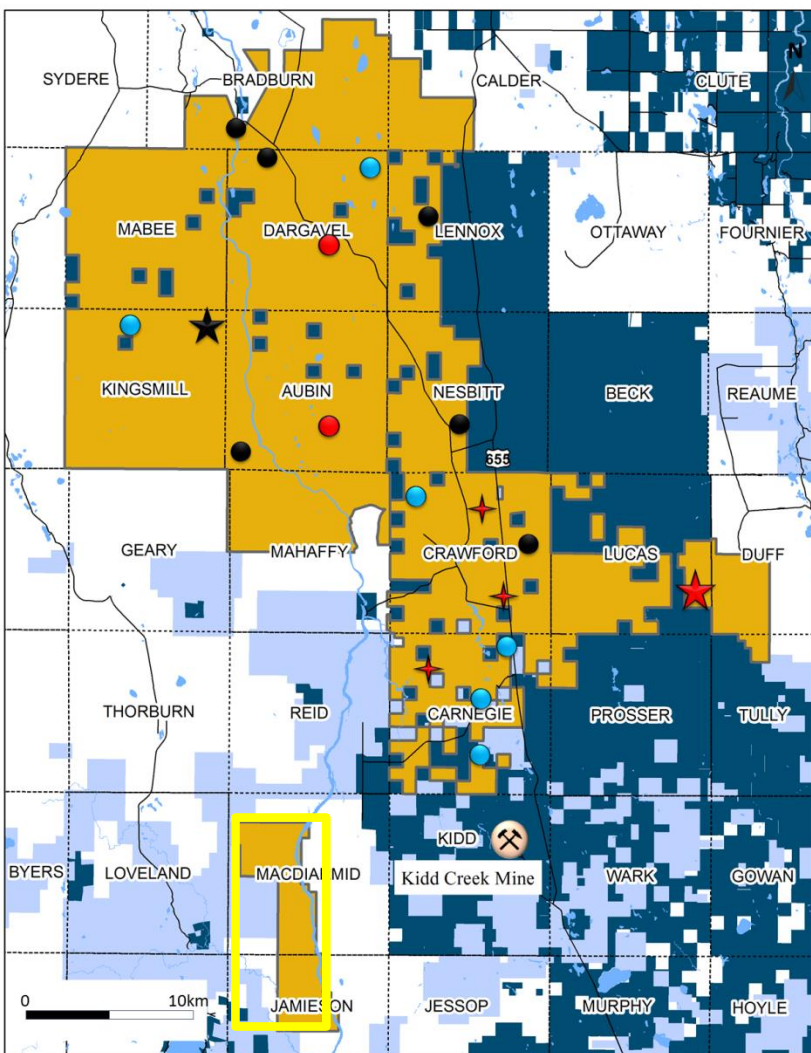 N
SYDERE
BRADBURN
CALDER
CLUTE
MABEE
DARGAVEL
LENNOX
OTTAWAY
FOURNIER
KINGSMILL
AUBIN
NESBITT
BECK
REAUME
655
GEARY
MAHAFFY
CRAWFORD
LUCAS
DUFF
THORBURN
REID
CARNEGIE
PROSSER
TULLY
KIDD
BYERS
LOVELAND
MACDIARMID
Kidd Creek Mine
WARK
GOWAN
0 10km
JAMIESON
JESSOP
MURPHY
HOYLE